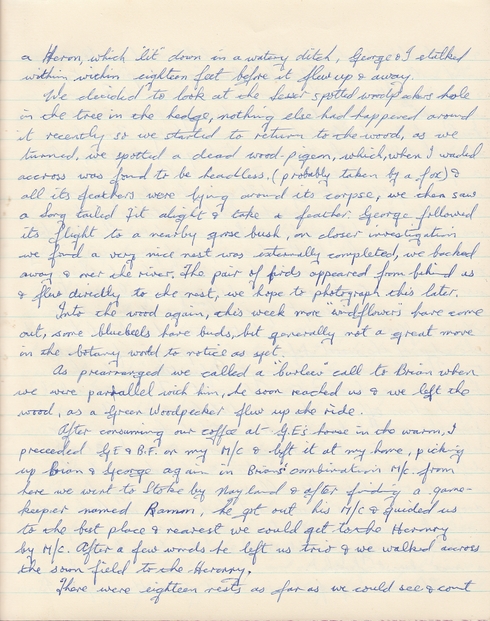 a Heron, which "lit" down in a watery ditch, George & I stalked
within within eighteen feet before it flew up & away.
We decided to look at the Lesser spotted woodpeckers hole
in the tree in the hedge, nothing else had happened around
it recently so we started to return to the wood, as we
turned, we spotted a dead wood-pigeon, which, when I waded
accross was found to be headless, (probably taken by a fox) &
all its feathers were lying around its corpse, we then saw
a Long tailed Tit alight & take a feather. George followed
its flight to a nearby gorse bush, on closer investigation
we found a very nice nest was externally completed, we backed
away & over the river. The pair of birds appeared from behind us
& flew directly to the nest, we hope to photograph this later.
Into the wood again, this week more "wildflowers have come
out, some bluebells have buds, but generally not a great move
in the botany world to notice as yet.
As prearranged we called a "curlew" call to Brian when
we were parallel with him, he soon reached us & we left the
wood, as a Green Woodpecker flew up the ride.
After consuming our coffee at G.E's house in the warm, I
preceeded G.E & B.F. on my M/C & left it at my home, picking
up Brian & George again in Brians' combination M/C. from
here we went to Stoke by Nayland & after finding a game-
keeper named Ramon, he got out his M/C & guided us
to the best place & nearest we could get to the Heronry
by M/C. After a few words he left us trio & we walked accross
the sown field to the Heronry.
There were eighteen nests as far as we could see & count